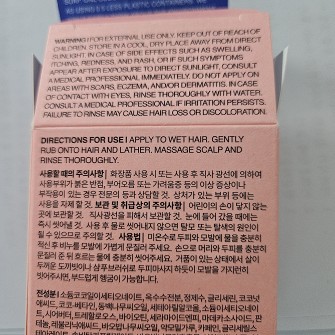 USING 0.5 LESS PLASTIC CONTAINERS. WE
WARNING | FOR EXTERNAL USE ONLY. KEEP OUT OF REACH OF
CHILDREN. STORE IN A COOL, DRY PLACE AWAY FROM DIRECT
SUNLIGHT. IN CASE OF SIDE EFFECTS SUCH AS SWELLING,
ITCHING, REDNESS, AND RASH, OR IF SUCH SYMPTOMS
APPEAR AFTER EXPOSURE TO DIRECT SUNLIGHT, CONSULT
A MEDICAL PROFESSIONAL IMMEDIATELY. DO NOT APPLY ON
AREAS WITH SCARS, ECZEMA, AND/OR DERMATITIS. IN CASE
OF CONTACT WITH EYES, RINSE THOROUGHLY WITH WATER.
CONSULT A MEDICAL PROFESSIONAL IF IRRITATION PERSISTS.
FAILURE TO RINSE MAY CAUSE HAIR LOSS OR DISCOLORATION.
DIRECTIONS FOR USE | APPLY TO WET HAIR. GENTLY
RUB ONTO HAIR AND LATHER. MASSAGE SCALP AND
RINSE THOROUGHLY.
사용할 때의 주의사항 | 화장품 사용 시 또는 사용 후 직사 광선에 의하여
사용부위가 붉은 반점, 부어오름 또는 가려움증 등의 이상 증상이나
부작용이 있는 경우 전문의 등과 상담할 것. 상처가 있는 부위 등에는
사용을 자제 할 것. 보관 및 취급상의 주의사항 | 어린이의 손이 닿지 않는
곳에 보관할 것. 직사광선을 피해서 보관할 것. 눈에 들어 갔을 때에는
즉시 씻어낼 것. 사용 후 물로 씻어내지 않으면 탈모 또는 탈색의 원인이
될 수 있으므로 주의할 것. 사용법 | 미온수로 두피와 모발에 물을 충분히
적신 후 비누를 모발에 가볍게 문질러 주세요. 손으로 머리와 두피를 충분히
문지른 뒤 흐르는 물에 충분히 씻어주세요. 거품이 있는 상태에서 살이
두꺼운 도끼빗이나 샴푸브러쉬로 두피까지 하듯이 모발을 가지런히
빗어주시면, 부드럽게 헹굼이 가능합니다.
전성분 | 소듐코코일이세티오네이트, 옥수수전분, 정제수, 글리세린, 코코넛